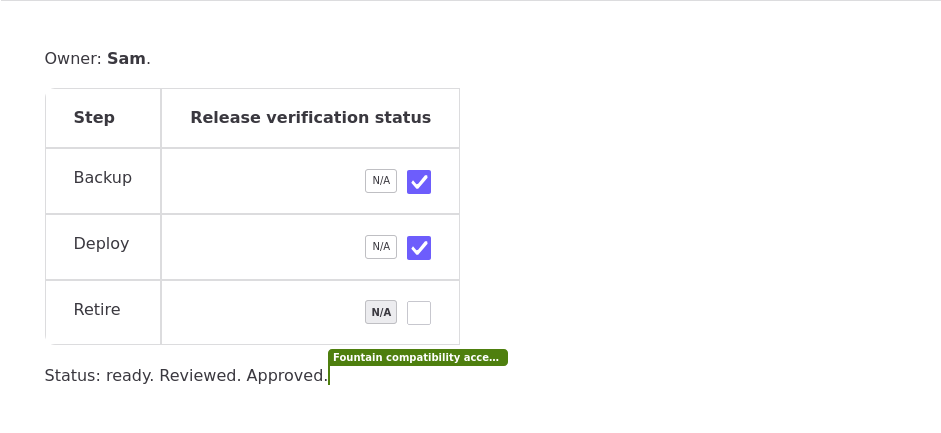 Owner: Sam.
Step Release verification status
Backup N/A
Deploy N/A
Retire N/A
Fountain compatibility acce...
Status: ready. Reviewed. Approved.